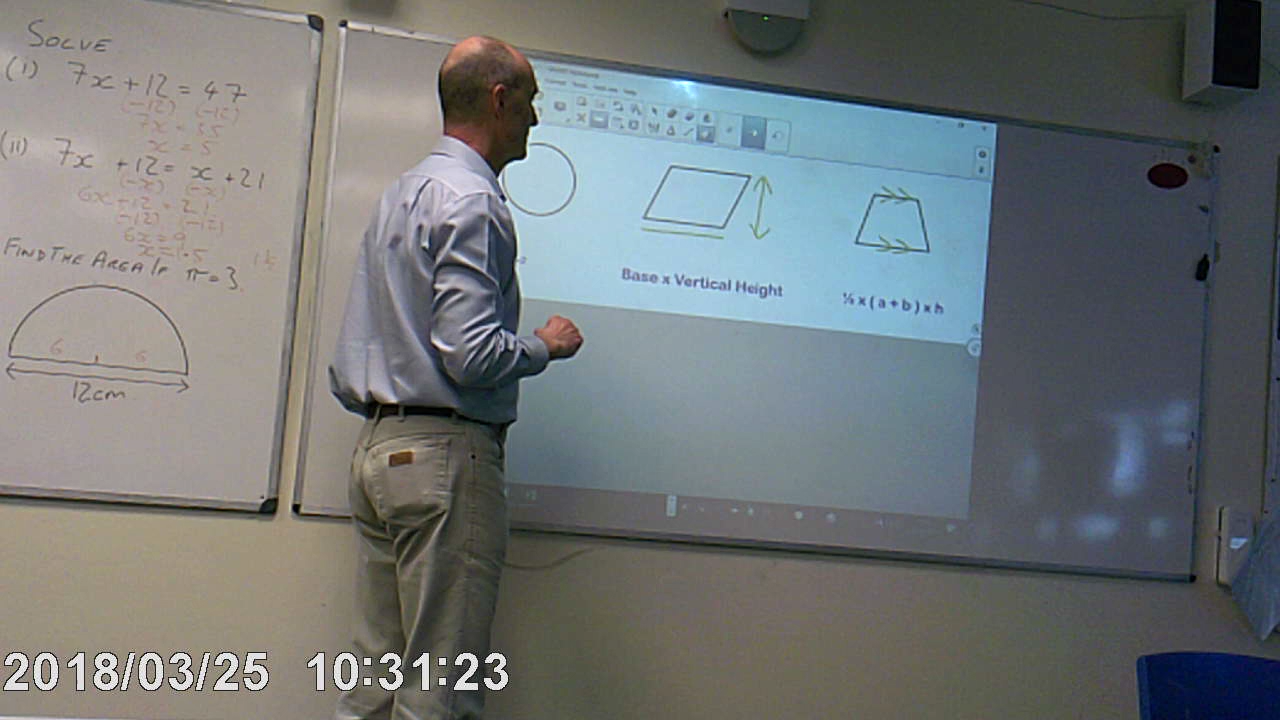 SOLVE
(I) 7x + 12 = 47
(-12) (-12)
7x = 35
x = 5
(II) 7x + 12 = x + 21
(-x) (-x)
6x + 12 = 21
(-12) (-12)
6x = 9
x = 1.5
1½
FIND THE AREA IF π = 3.
6 6
12cm
Base x Vertical Height
½ x ( a + b ) x h
2018/03/25 10:31:23